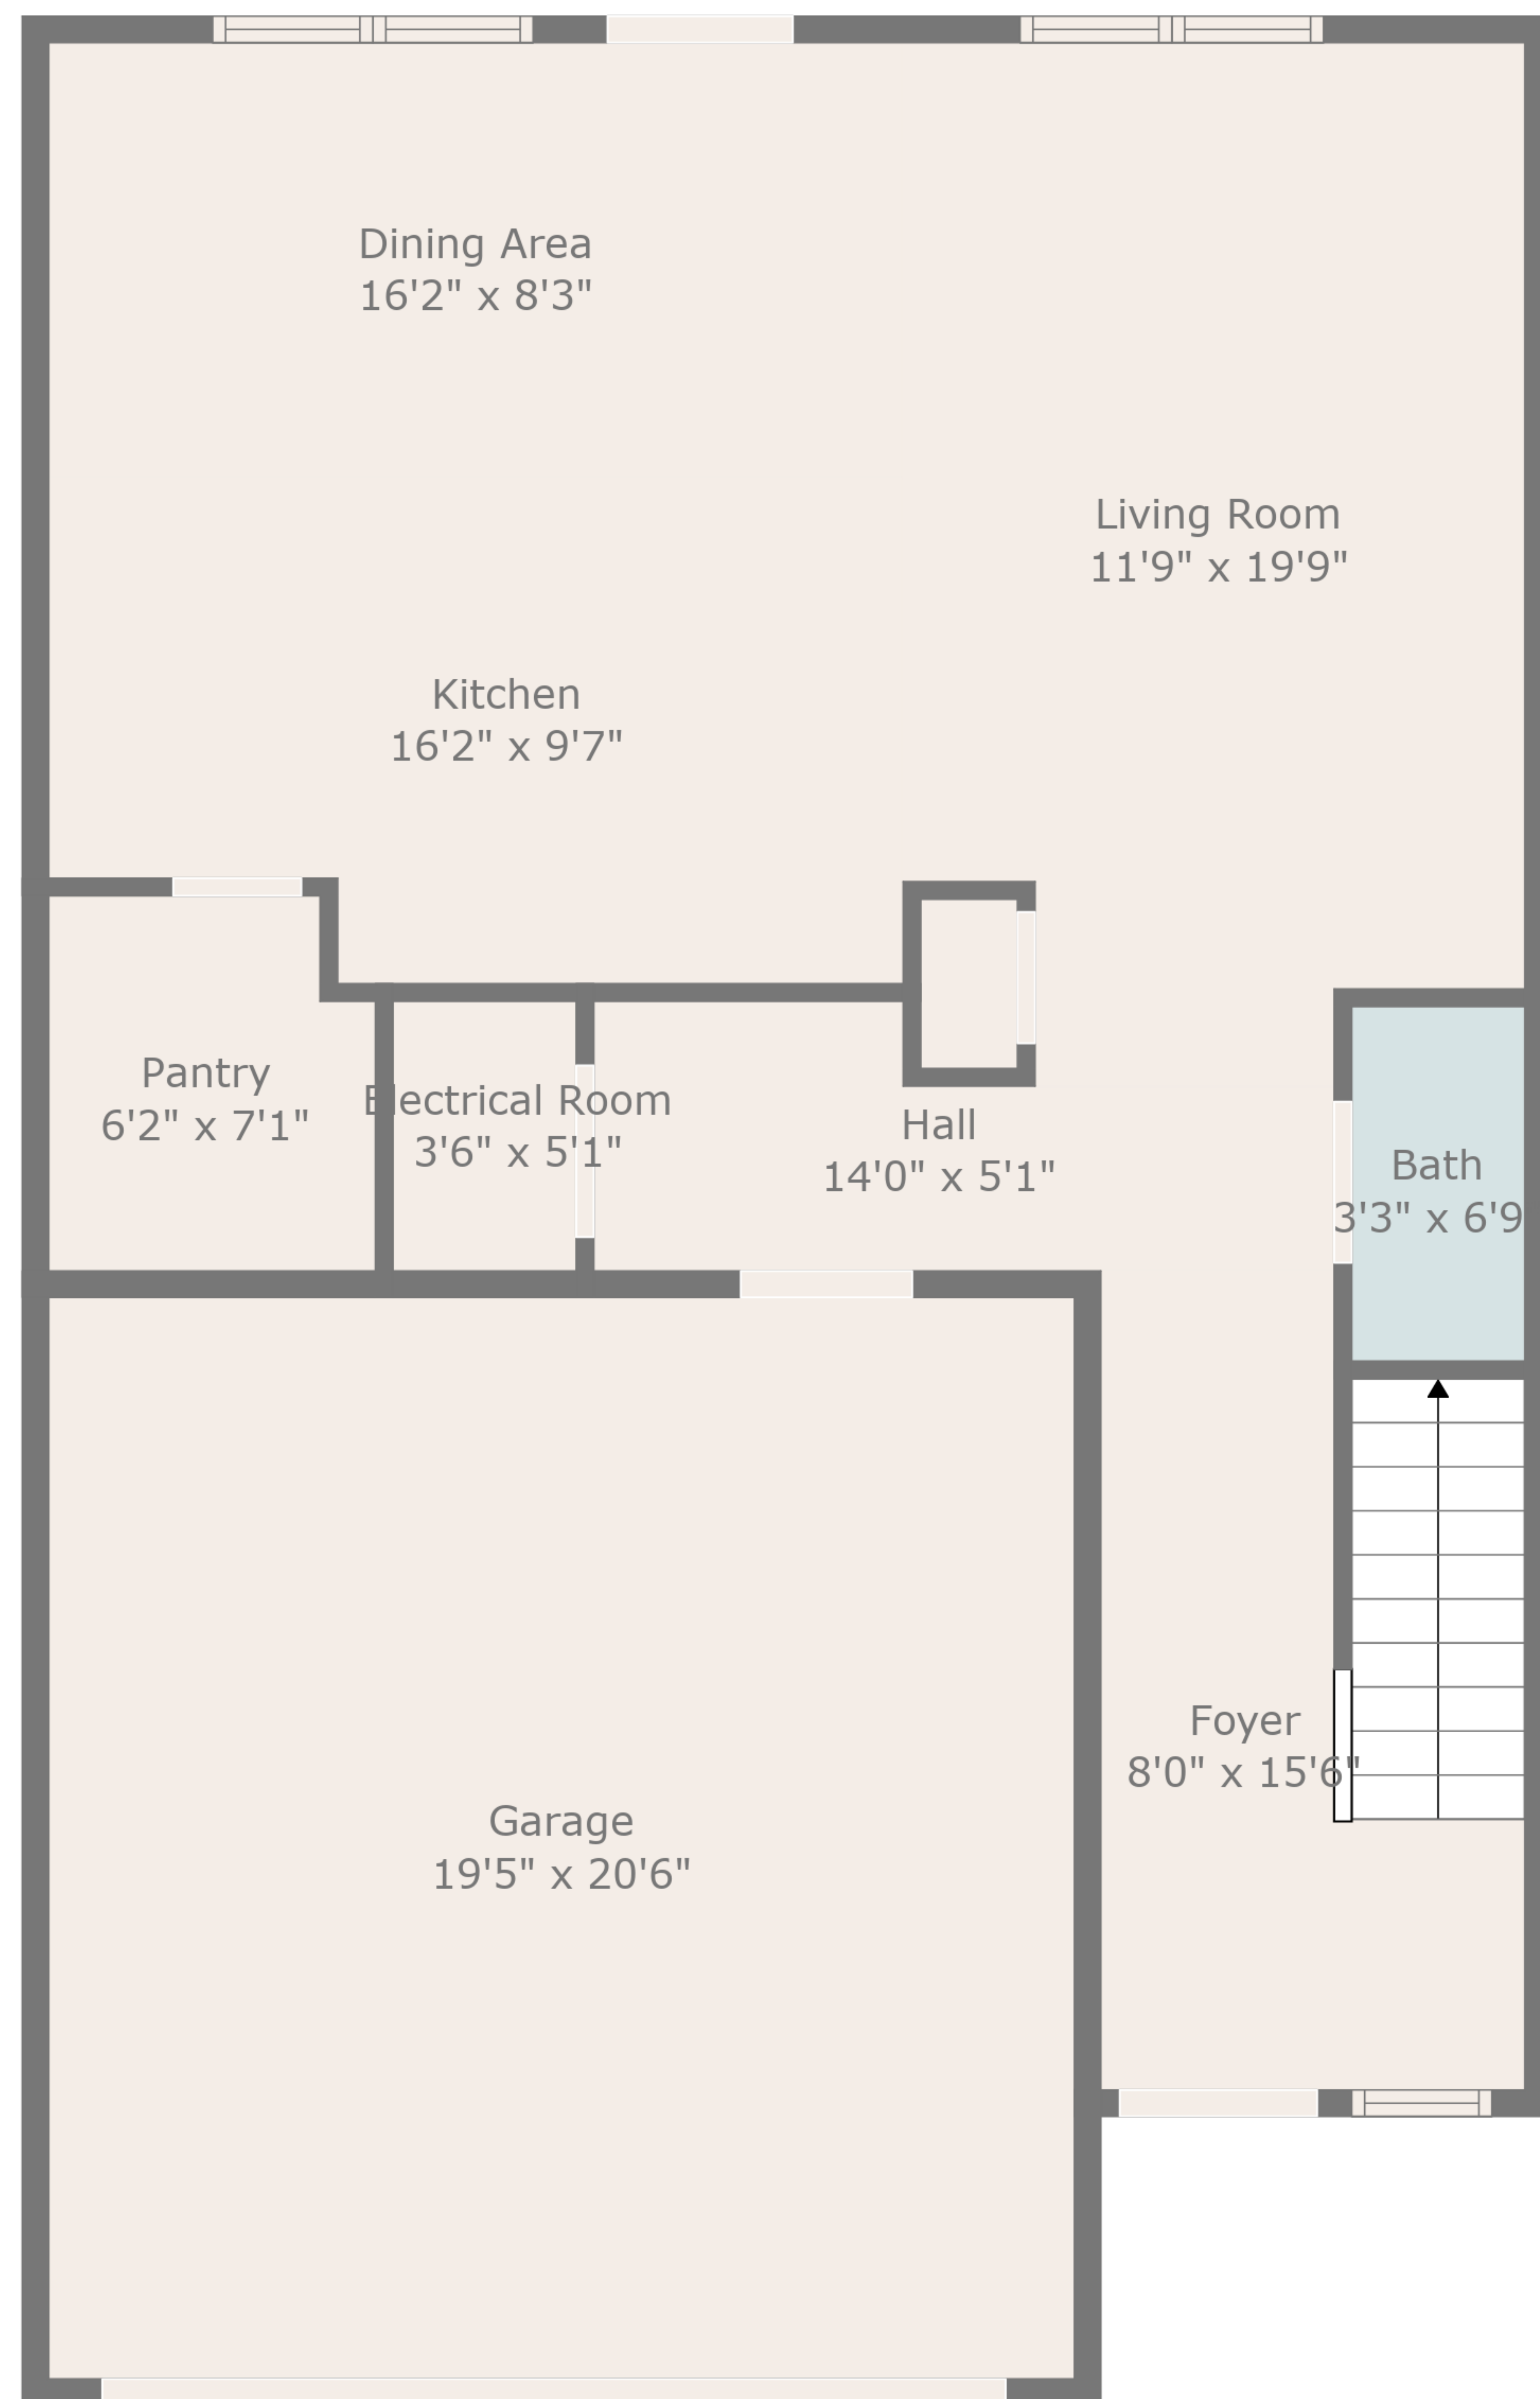 Dining Area
16'2" x 8'3"
Living Room
11'9" x 19'9"
Kitchen
16'2" x 9'7"
Pantry
6'2" x 7'1"
Electrical Room
3'6" x 5'1"
Hall
14'0" x 5'1"
Bath
3'3" x 6'9
Foyer
8'0" x 15'6"
Garage
19'5" x 20'6"